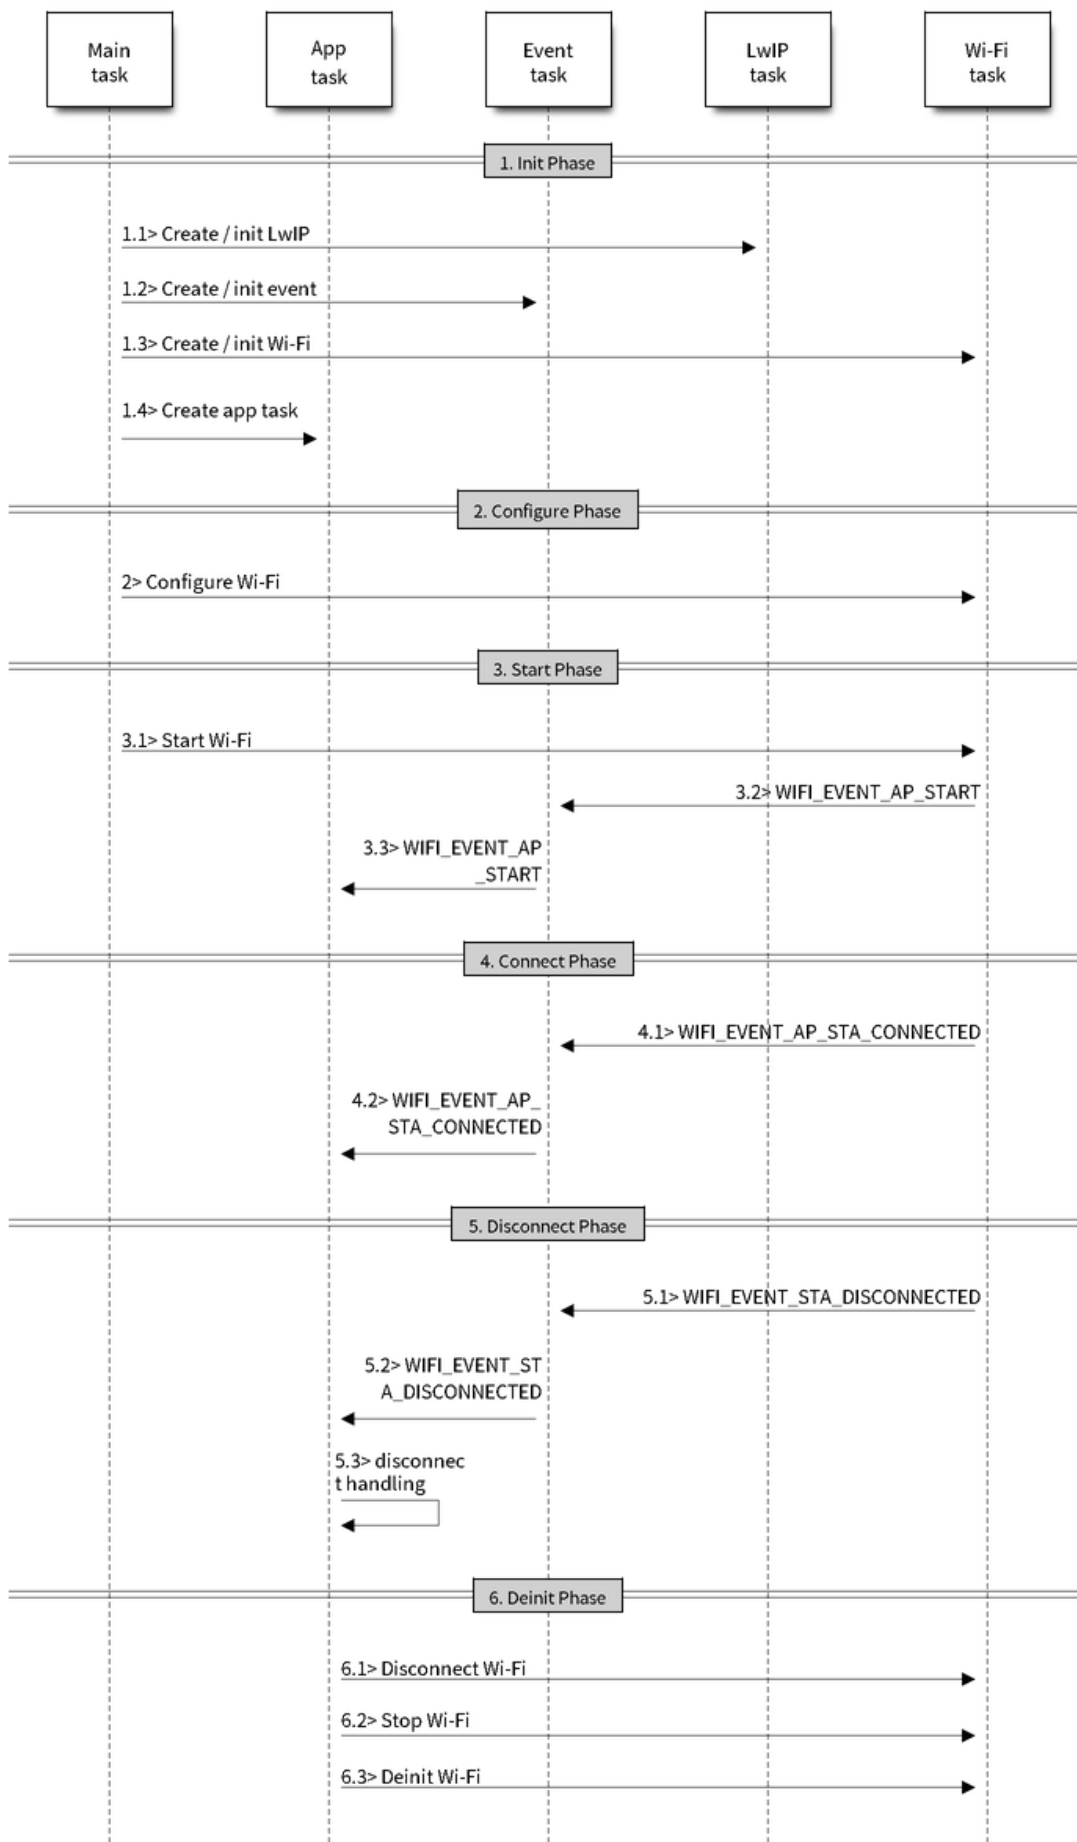 Main
task
App
task
Event
task
LwIP
task
Wi-Fi
task
1. Init Phase
1.1> Create / init LwIP
1.2> Create / init event
1.3> Create / init Wi-Fi
1.4> Create app task
2. Configure Phase
2> Configure Wi-Fi
3. Start Phase
3.1> Start Wi-Fi
3.2> WIFI_EVENT_AP_START
3.3> WIFI_EVENT_AP
_START
4. Connect Phase
4.1> WIFI_EVENT_AP_STA_CONNECTED
4.2> WIFI_EVENT_AP_
STA_CONNECTED
5. Disconnect Phase
5.1> WIFI_EVENT_STA_DISCONNECTED
5.2> WIFI_EVENT_ST
A_DISCONNECTED
5.3> disconnec
t handling
6. Deinit Phase
6.1> Disconnect Wi-Fi
6.2> Stop Wi-Fi
6.3> Deinit Wi-Fi